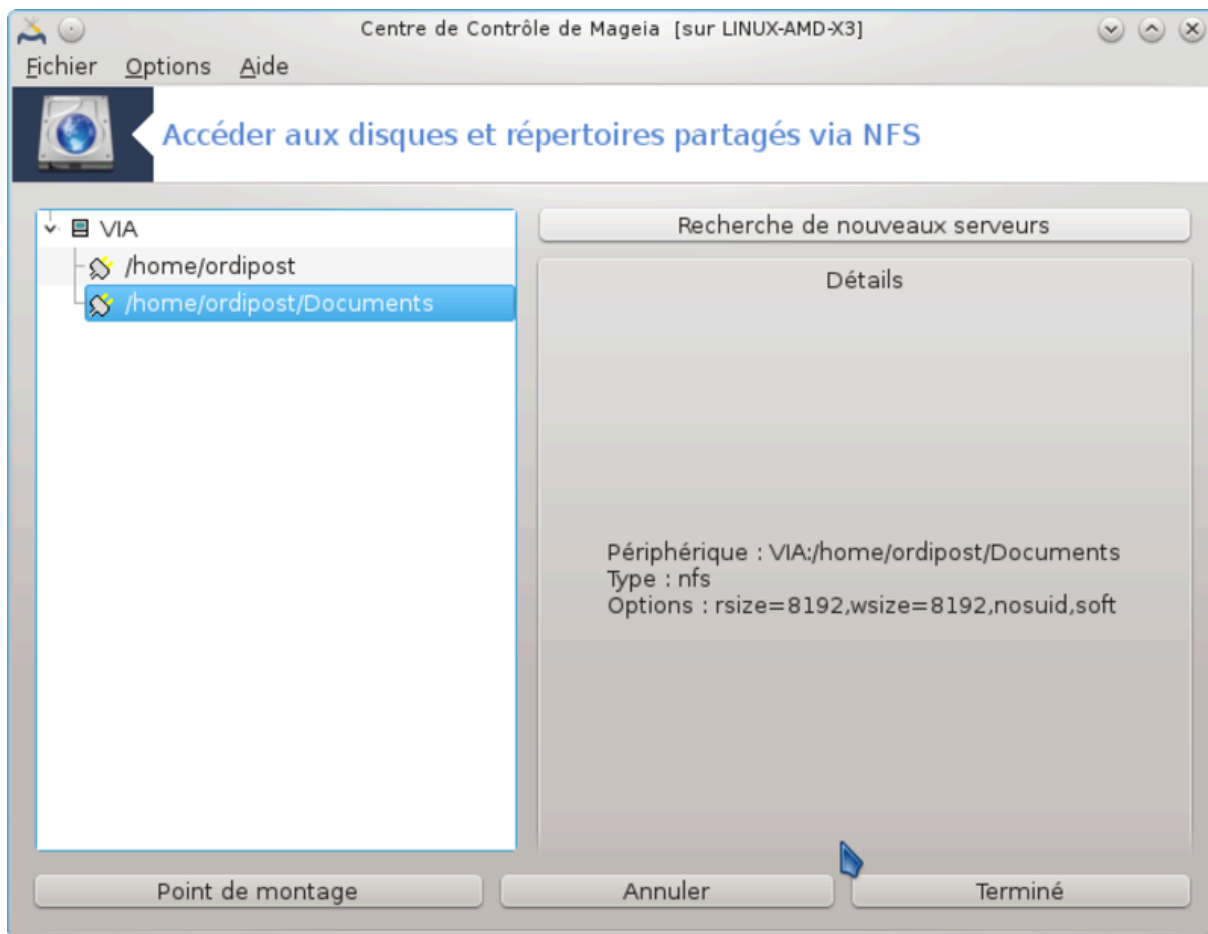 Centre de Contrôle de Mageia [sur LINUX-AMD-X3]
Fichier Options Aide
Accéder aux disques et répertoires partagés via NFS
VIA
/home/ordipost
/home/ordipost/Documents
Recherche de nouveaux serveurs
Détails
Périphérique : VIA:/home/ordipost/Documents
Type : nfs
Options : rsize=8192,wsize=8192,nosuid,soft
Point de montage
Annuler
Terminé